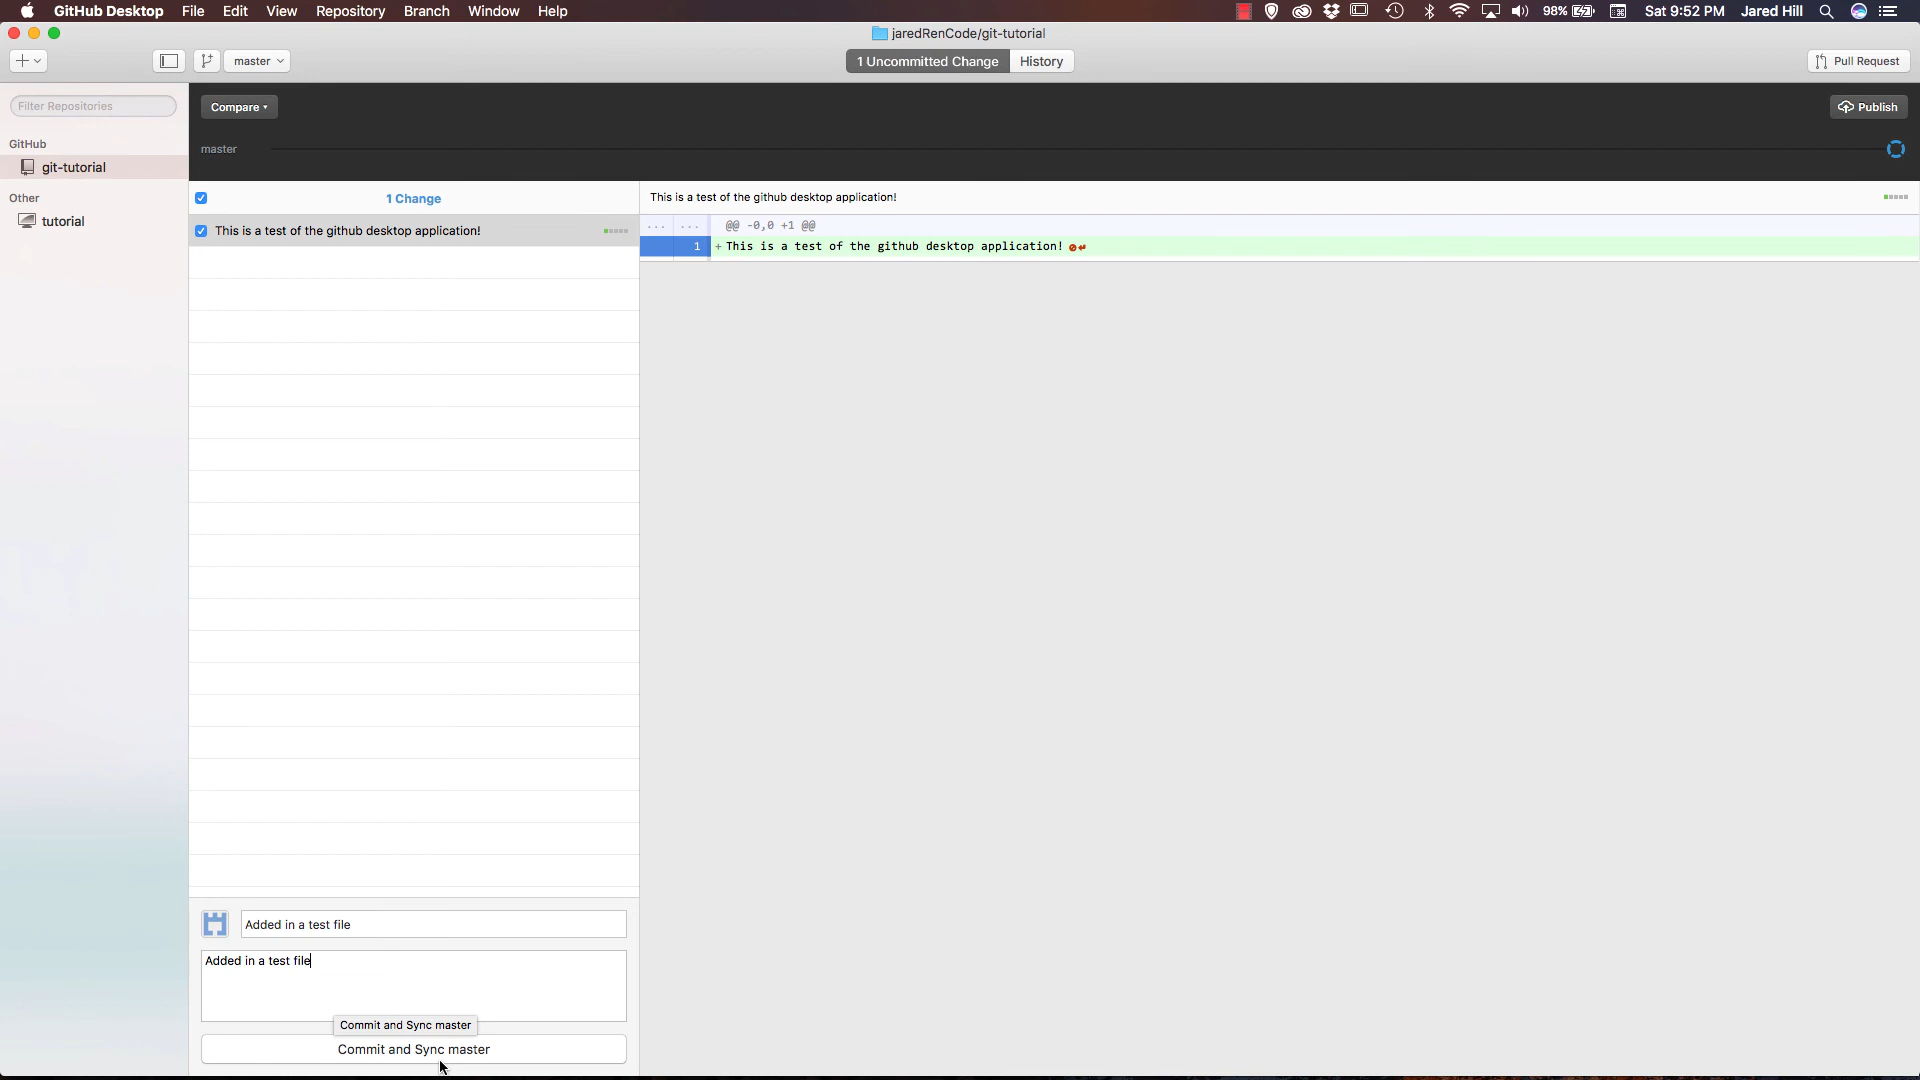 GitHub Desktop File Edit View Repository Branch Window Help 98% Sat 9:52 PM Jared Hill
jaredRenCode/git-tutorial
master 1 Uncommitted Change History Pull Request
Filter Repositories Compare Publish
GitHub master
git-tutorial
Other
tutorial
1 Change This is a test of the github desktop application!
@@ -0,0 +1 @@
This is a test of the github desktop application!
1 +This is a test of the github desktop application!
Added in a test file
Added in a test file
Commit and Sync master
Commit and Sync master